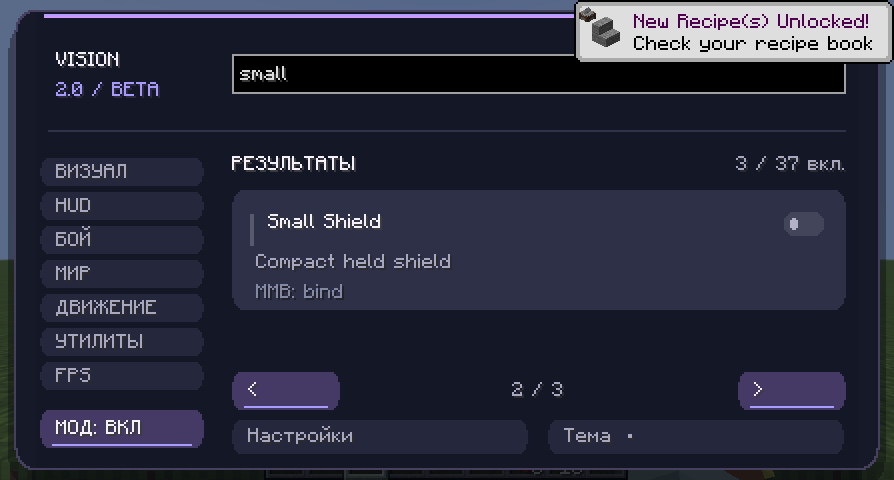 New Recipe(s) Unlocked!
Check your recipe book
VISION
2.0 / BETA
small
ВИЗУАЛ
HUD
БОЙ
МИР
ДВИЖЕНИЕ
УТИЛИТЫ
FPS
МОД: ВКЛ
РЕЗУЛЬТАТЫ
3 / 37 вкл.
Small Shield
Compact held shield
MMB: bind
<
2 / 3
>
Настройки
Тема •